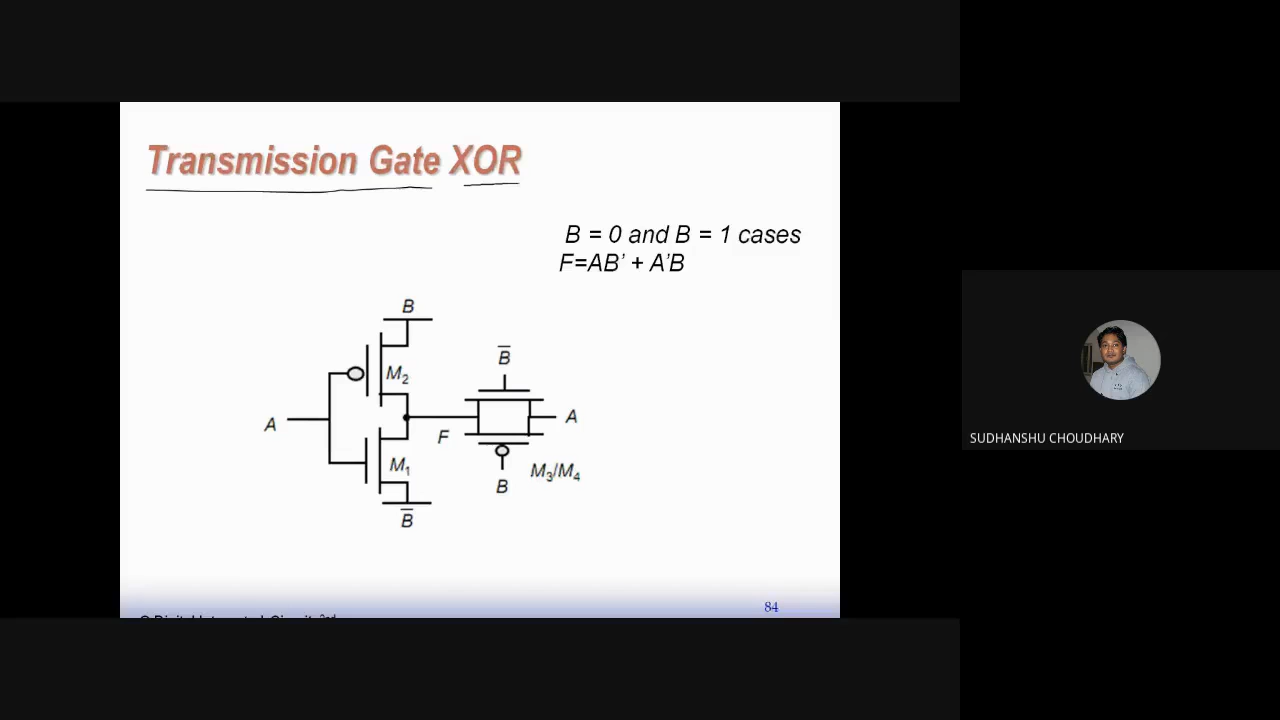 Transmission Gate XOR
B = 0 and B = 1 cases
F=AB’ + A’B
B
B̅
M₂
A
F
A
M₁
M₃/M₄
B
B̅
SUDHANSHU CHOUDHARY
84